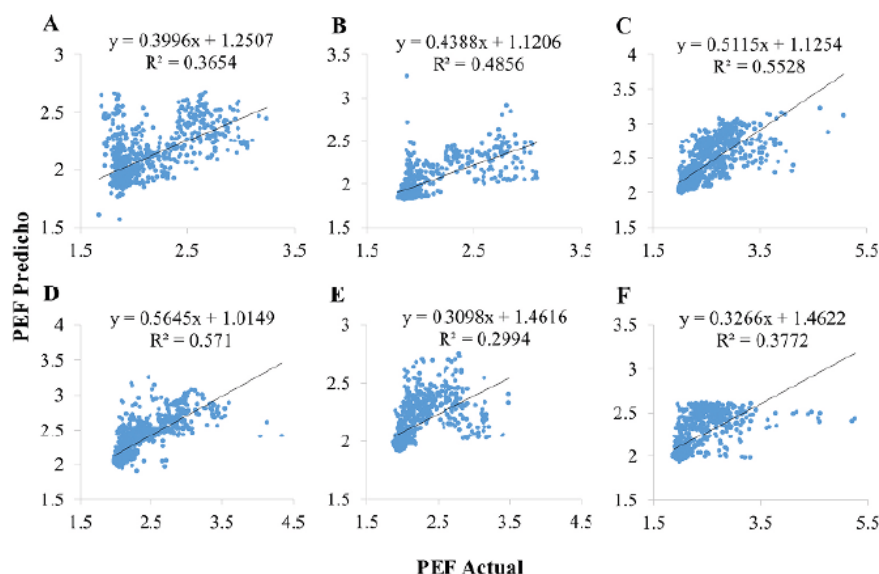 A
y = 0.3996x + 1.2507
R² = 0.3654
3
2.5
2
1.5
1.5
2.5
3.5
B
y = 0.4388x + 1.1206
R² = 0.4856
3.5
3
2.5
2
1.5
1.5
2.5
3.5
C
y = 0.5115x + 1.1254
R² = 0.5528
4
3.5
3
2.5
2
1.5
1.5
3.5
5.5
PEF Predicho
D
y = 0.5645x + 1.0149
R² = 0.571
4
3.5
3
2.5
2
1.5
1.5
2.5
3.5
4.5
E
y = 0.3098x + 1.4616
R² = 0.2994
3
2.5
2
1.5
1.5
2.5
3.5
4.5
F
y = 0.3266x + 1.4622
R² = 0.3772
3.5
3
2.5
2
1.5
1.5
3.5
5.5
PEF Actual